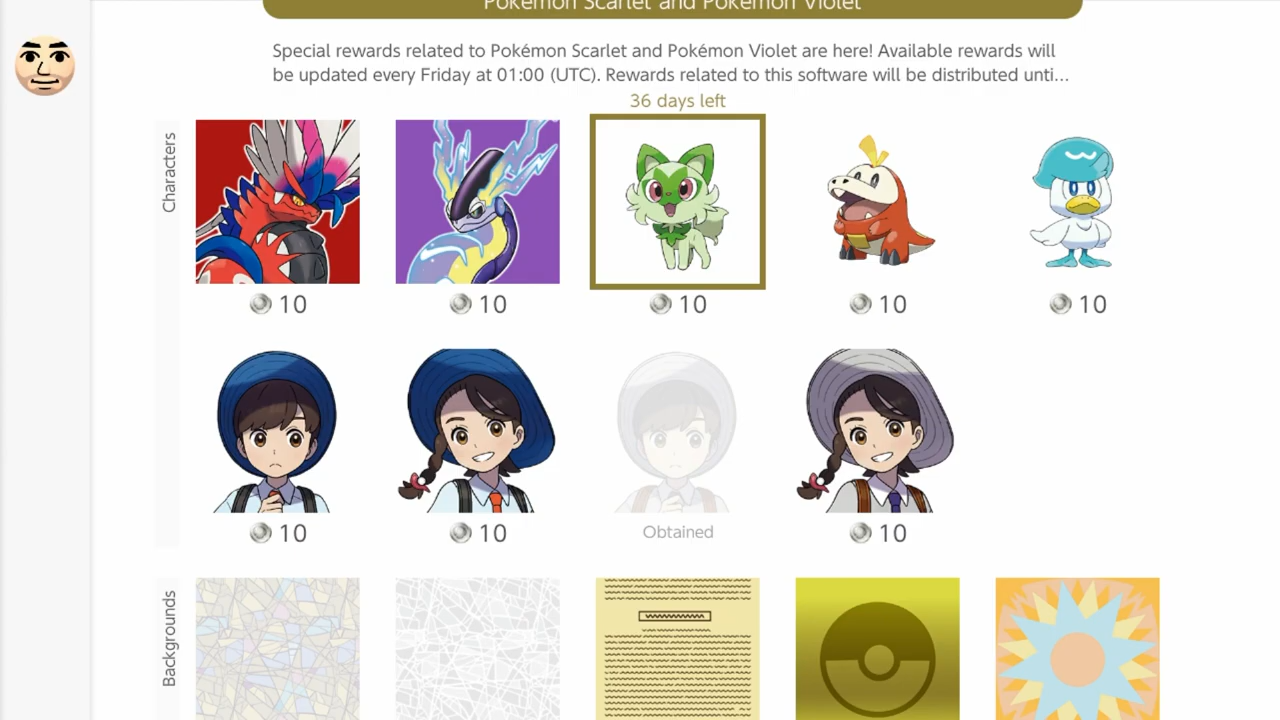 Pokémon Scarlet and Pokémon Violet
Special rewards related to Pokémon Scarlet and Pokémon Violet are here! Available rewards will
be updated every Friday at 01:00 (UTC). Rewards related to this software will be distributed unti...
36 days left
Characters
10
10
10
10
10
10
10
Obtained
10
Backgrounds